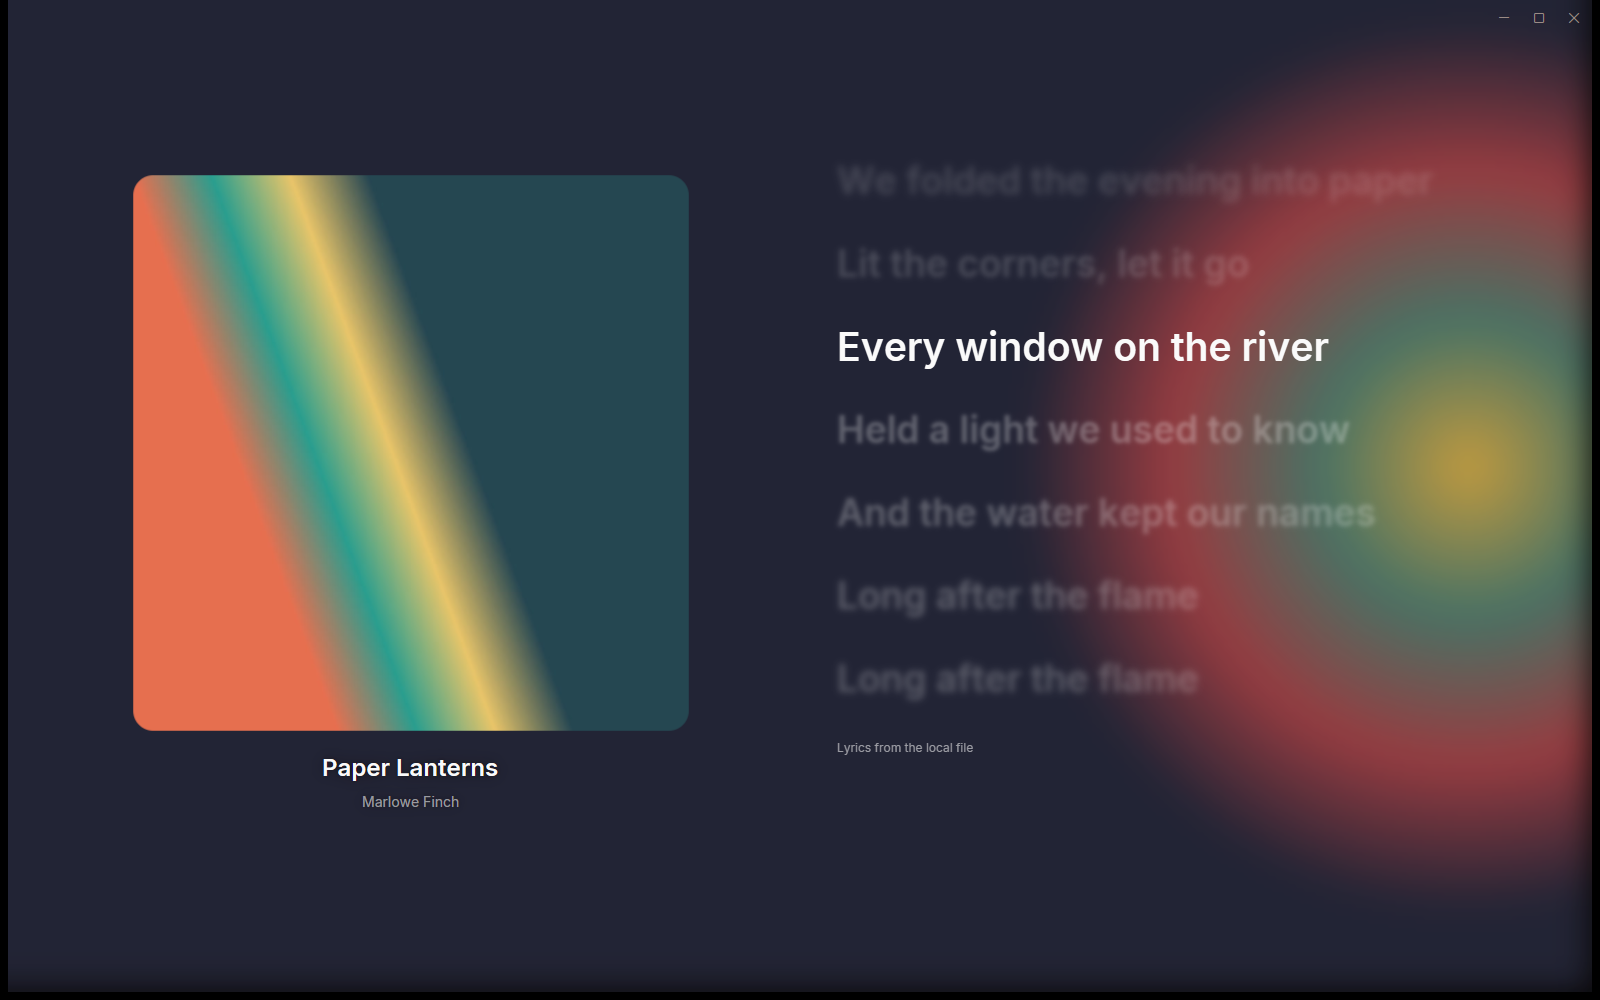 We folded the evening into paper
Lit the corners, let it go
Every window on the river
Held a light we used to know
And the water kept our names
Long after the flame
Long after the flame
Lyrics from the local file
Paper Lanterns
Marlowe Finch